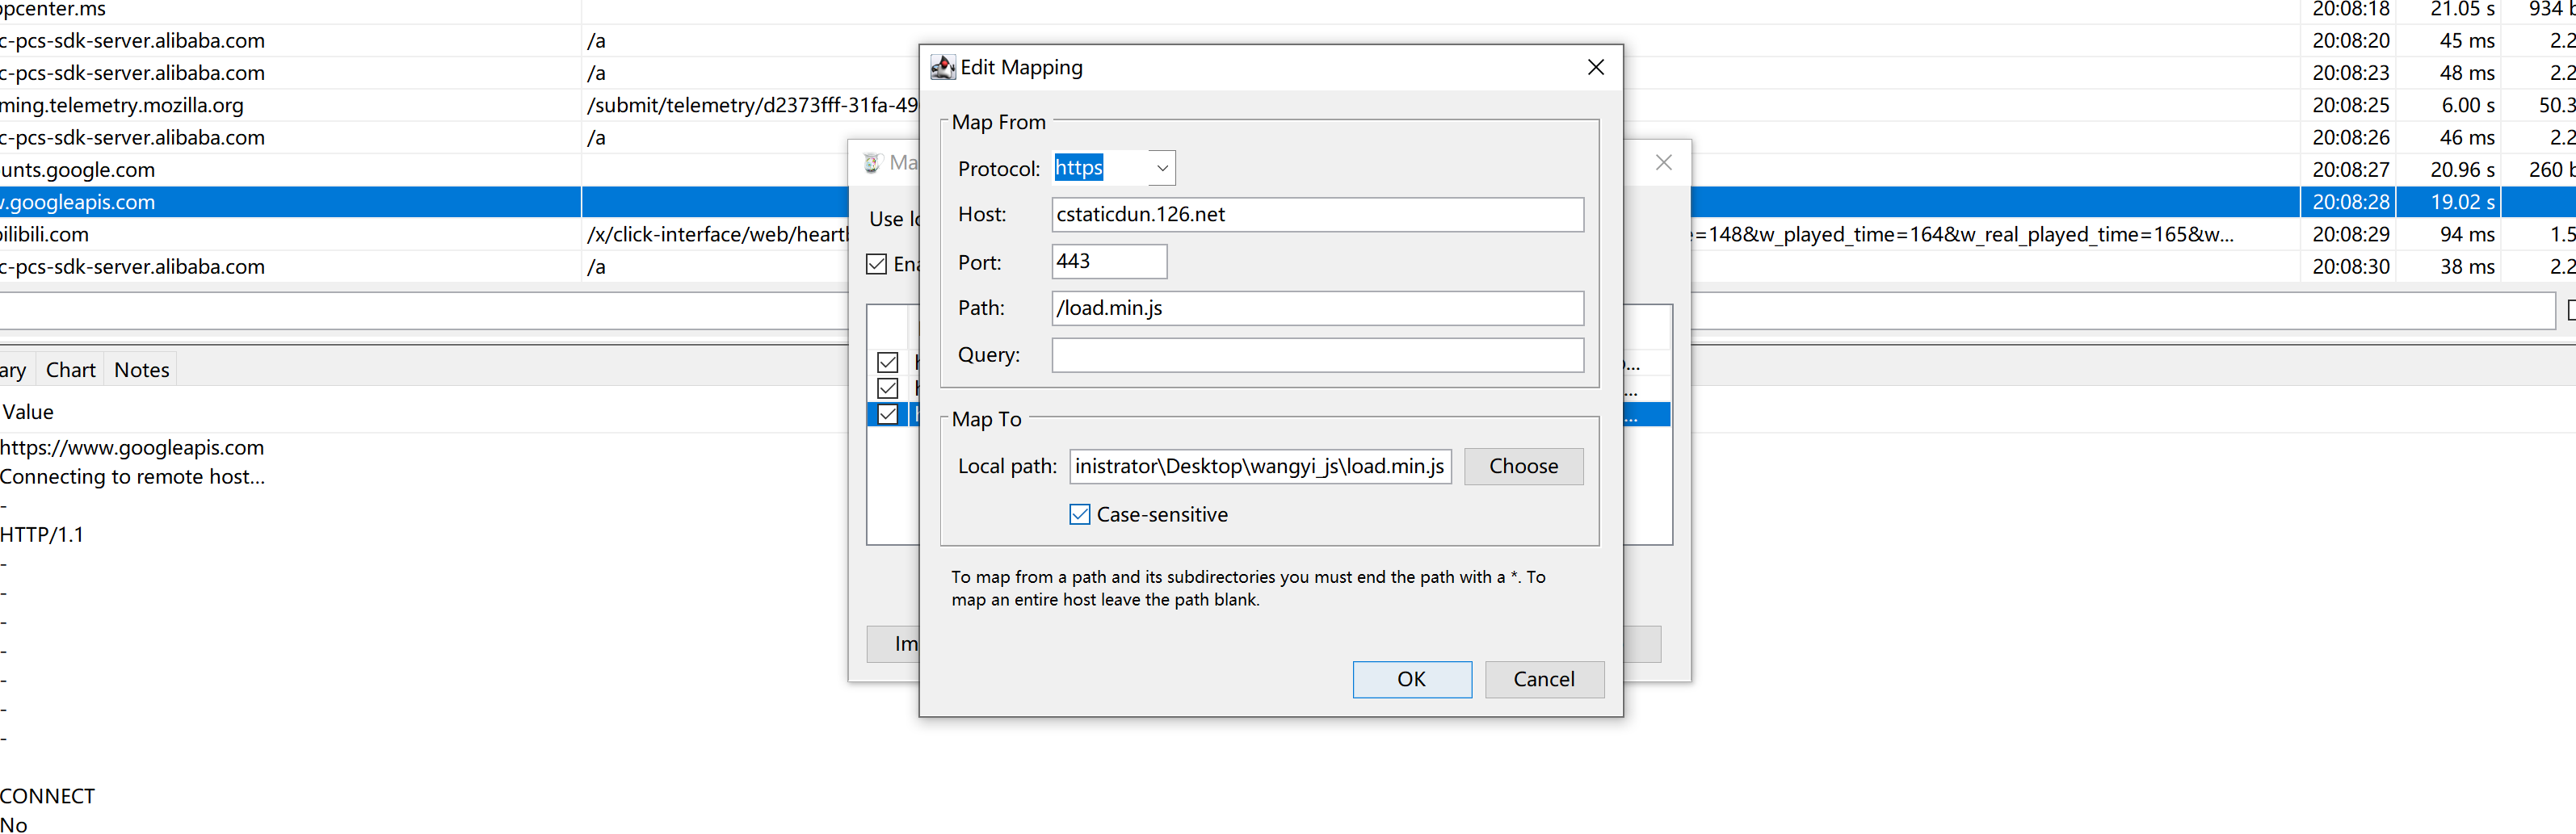 ppcenter.ms 20:08:18 21.05 s 934 b
c-pcs-sdk-server.alibaba.com /a 20:08:20 45 ms 2.2
c-pcs-sdk-server.alibaba.com /a 20:08:23 48 ms 2.2
ming.telemetry.mozilla.org /submit/telemetry/d2373fff-31fa-49 20:08:25 6.00 s 50.3
c-pcs-sdk-server.alibaba.com /a 20:08:26 46 ms 2.2
unts.google.com 20:08:27 20.96 s 260 b
.googleapis.com 20:08:28 19.02 s
bilibili.com /x/click-interface/web/heart =148&w_played_time=164&w_real_played_time=165&w... 20:08:29 94 ms 1.5
c-pcs-sdk-server.alibaba.com /a 20:08:30 38 ms 2.2
ary Chart Notes
Value
https://www.googleapis.com
Connecting to remote host...
-
HTTP/1.1
-
-
-
-
-
-
-
CONNECT
No
Ma
Use lo
Ena
Im
Edit Mapping
Map From
Protocol: https
Host: cstaticdun.126.net
Port: 443
Path: /load.min.js
Query:
Map To
Local path: inistrator\Desktop\wangyi_js\load.min.js Choose
Case-sensitive
To map from a path and its subdirectories you must end the path with a *. To
map an entire host leave the path blank.
OK Cancel